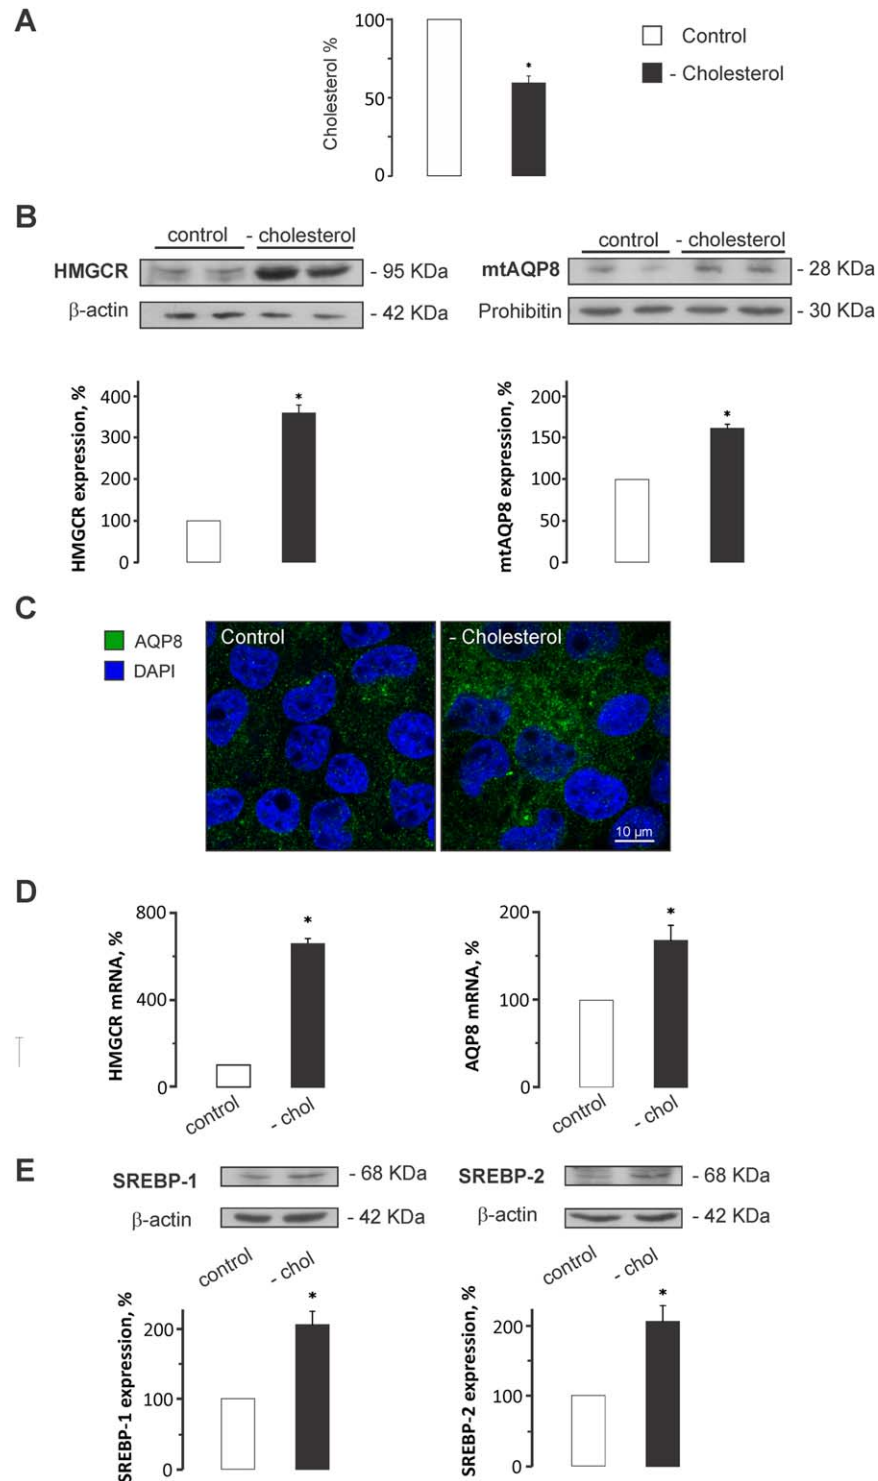 A
Cholesterol %
100
50
0
*
Control
- Cholesterol
B
control - cholesterol
HMGCR
- 95 KDa
β-actin
- 42 KDa
control - cholesterol
mtAQP8
- 28 KDa
Prohibitin
- 30 KDa
HMGCR expression, %
400
300
200
100
0
*
mtAQP8 expression, %
200
150
100
50
0
*
C
AQP8
DAPI
Control
- Cholesterol
10 µm
D
HMGCR mRNA, %
800
400
0
*
control
- chol
AQP8 mRNA, %
200
100
0
*
control
- chol
E
SREBP-1
- 68 KDa
β-actin
- 42 KDa
control
- chol
SREBP-2
- 68 KDa
β-actin
- 42 KDa
control
- chol
SREBP-1 expression, %
200
100
0
*
SREBP-2 expression, %
200
100
0
*